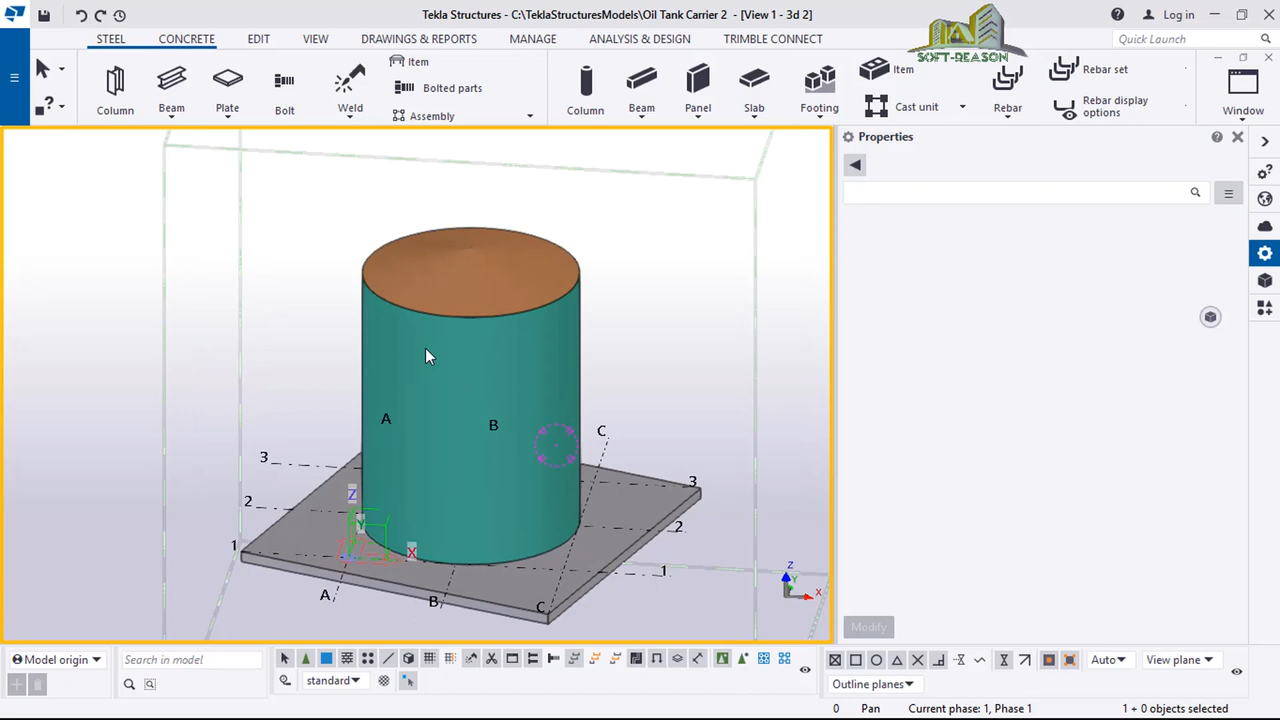 Tekla Structures - C:\TeklaStructuresModels\Oil Tank Carrier 2 - [View 1 - 3d 2]
Log in
STEEL CONCRETE EDIT VIEW DRAWINGS & REPORTS MANAGE ANALYSIS & DESIGN TRIMBLE CONNECT
SOFT-REASON
Quick Launch
Item
Bolted parts
Assembly
Column Beam Plate Bolt Weld
Column Beam Panel Slab Footing
Item
Cast unit
Rebar
Rebar set
Rebar display options
Window
Properties
A B C
3 3
2 2
1 1
Z
Y
X
A B C
Z
Y
X
Modify
Model origin
Search in model
standard
Auto
View plane
Outline planes
0 Pan Current phase: 1, Phase 1 1 + 0 objects selected